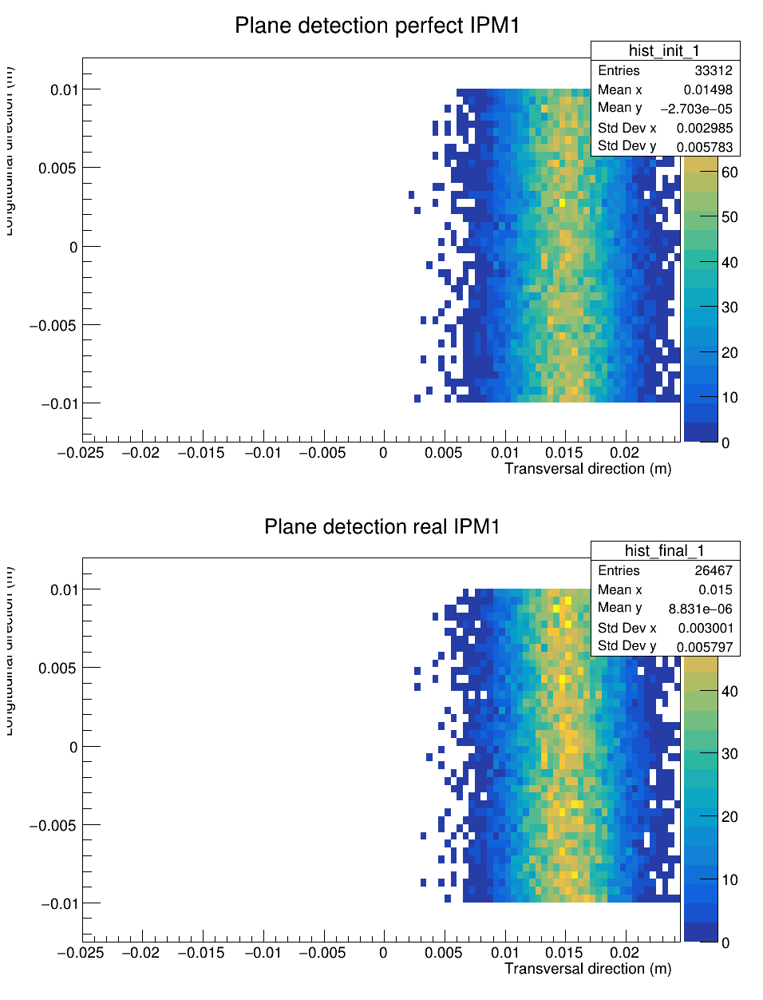 Plane detection perfect IPM1
hist_init_1
Entries 33312
Mean x 0.01498
Mean y −2.703e−05
Std Dev x 0.002985
Std Dev y 0.005783
Longitudinal direction (m)
0.01
0.005
0
−0.005
−0.01
60
50
40
30
20
10
0
−0.025 −0.02 −0.015 −0.01 −0.005 0 0.005 0.01 0.015 0.02
Transversal direction (m)
Plane detection real IPM1
hist_final_1
Entries 26467
Mean x 0.015
Mean y 8.831e−06
Std Dev x 0.003001
Std Dev y 0.005797
Longitudinal direction (m)
0.01
0.005
0
−0.005
−0.01
40
30
20
10
0
−0.025 −0.02 −0.015 −0.01 −0.005 0 0.005 0.01 0.015 0.02
Transversal direction (m)